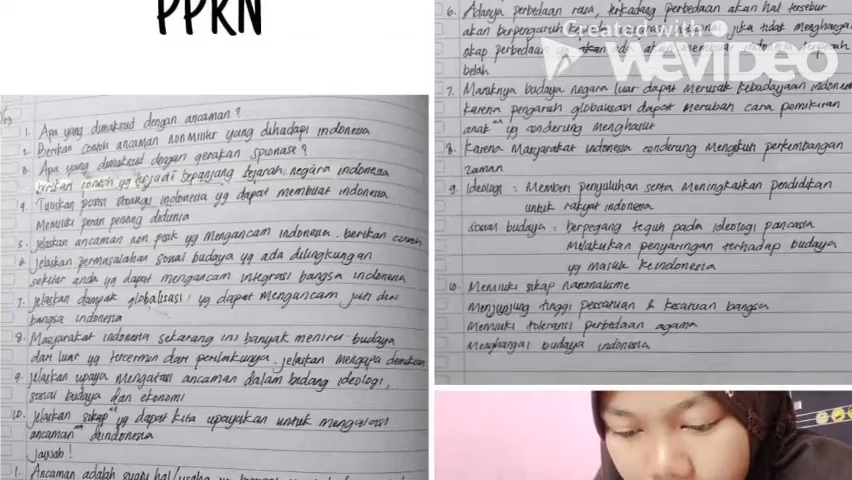 PPKN
1. Apa yang dimaksud dengan ancaman?
2. Berikan contoh ancaman non militer yang dihadapi indonesia
3. Apa yang dimaksud dengan gerakan spionase?
berikan contoh yg terjadi sepanjang sejarah negara indonesia
4. Tuliskan posisi strategi indonesia yg dapat membuat indonesia
Memiliki peran penting didunia
5. jelaskan ancaman non fisik yg mengancam indonesia. berikan contoh
6. Jelaskan permasalahan sosial budaya yg ada dilingkungan
sekitar anda yg dapat mengancam integrasi bangsa indonesia
7. Jelaskan dampak globalisasi yg dapat mengancam jati diri
bangsa indonesia
8. Masyarakat indonesia sekarang ini banyak meniru budaya
dari luar yg tercermin dari perilakunya. jelaskan mengapa demikian
9. jelaskan upaya mengatasi ancaman dalam bidang ideologi,
sosial budaya dan ekonomi
10. Jelaskan sikap" yg dapat kita upayakan untuk mengatasi
ancaman" diindonesia
Jawab!
1. Ancaman adalah suatu hal/usaha
6. Adanya perbedaan rasa, terkadang perbedaan akan hal tersebut
akan berpengaruh jika tidak menghargai
sikap perbedaan
belah
7. Masuknya budaya negara luar dapat merusak kebudayaan indonesia
karena pengaruh globalisasi dapat merubah cara pemikiran
anak" yg cenderung menghasut
8. Karena Masyarakat indonesia cenderung mengikuti perkembangan
zaman
9. Ideologi : Memberi penyuluhan serta Meningkatkan pendidikan
untuk rakyat indonesia
sosial budaya : berpegang teguh pada ideologi pancasila
Melakukan penyaringan terhadap budaya
yg masuk keindonesia
10. Memiliki sikap nasionalisme
Menjunjung tinggi persatuan & kesatuan bangsa
Memiliki toleransi perbedaan agama
Menghargai budaya indonesia
Created with
WeVideo